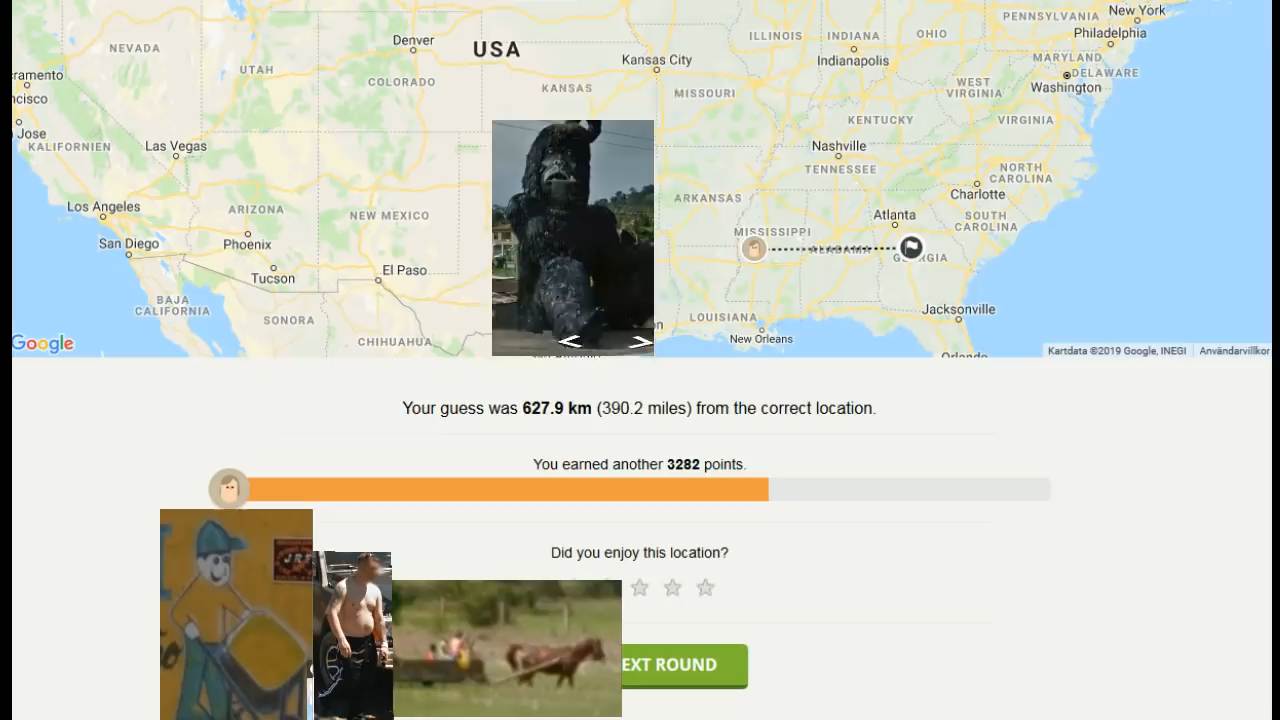 New York
PENNSYLVANIA
Philadelphia
Denver
USA
NEVADA
ILLINOIS
INDIANA
OHIO
Kansas City
Indianapolis
MARYLAND
UTAH
DELAWARE
ramento
COLORADO
KANSAS
MISSOURI
WEST
VIRGINIA
Washington
ncisco
Jose
KENTUCKY
VIRGINIA
KALIFORNIEN
Las Vegas
Nashville
TENNESSEE
NORTH
CAROLINA
Charlotte
Los Angeles
ARIZONA
NEW MEXICO
ARKANSAS
Atlanta
SOUTH
CAROLINA
San Diego
Phoenix
MISSISSIPPI
ALABAMA
GEORGIA
Tucson
El Paso
BAJA
CALIFORNIA
SONORA
LOUISIANA
Jacksonville
CHIHUAHUA
New Orleans
Google
Kartdata ©2019 Google, INEGI
Användarvillkor
Your guess was 627.9 km (390.2 miles) from the correct location.
You earned another 3282 points.
Did you enjoy this location?
EXT ROUND